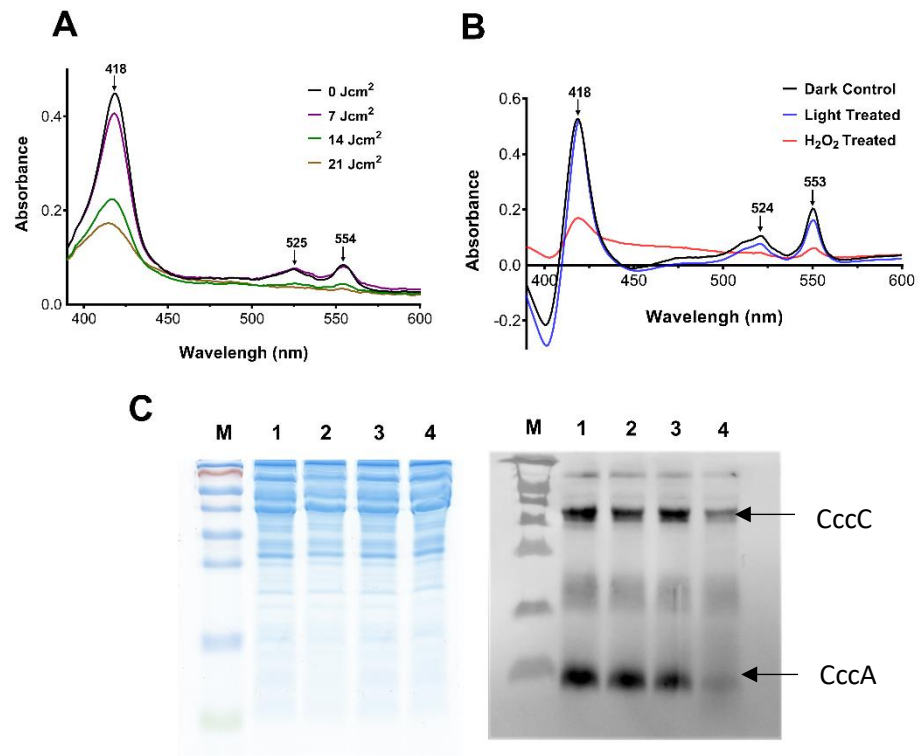 A
418
0 Jcm²
7 Jcm²
14 Jcm²
21 Jcm²
525
554
Absorbance
0.4
0.2
0.0
400
450
500
550
600
Wavelengh (nm)
B
418
Dark Control
Light Treated
H₂O₂ Treated
524
553
Absorbance
0.6
0.4
0.2
0.0
-0.2
400
450
500
550
600
Wavelengh (nm)
C
M 1 2 3 4
M 1 2 3 4
CccC
CccA